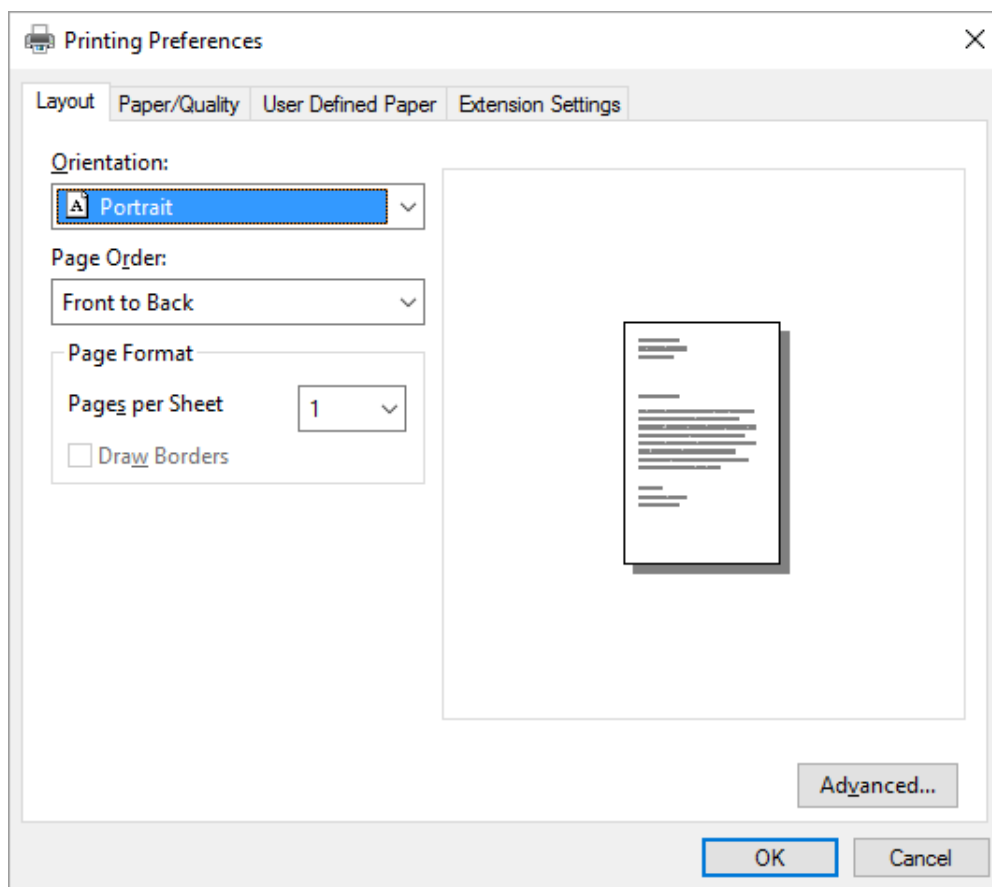 Printing Preferences
Layout Paper/Quality User Defined Paper Extension Settings
Orientation:
A Portrait
Page Order:
Front to Back
Page Format
Pages per Sheet 1
Draw Borders
Advanced...
OK Cancel